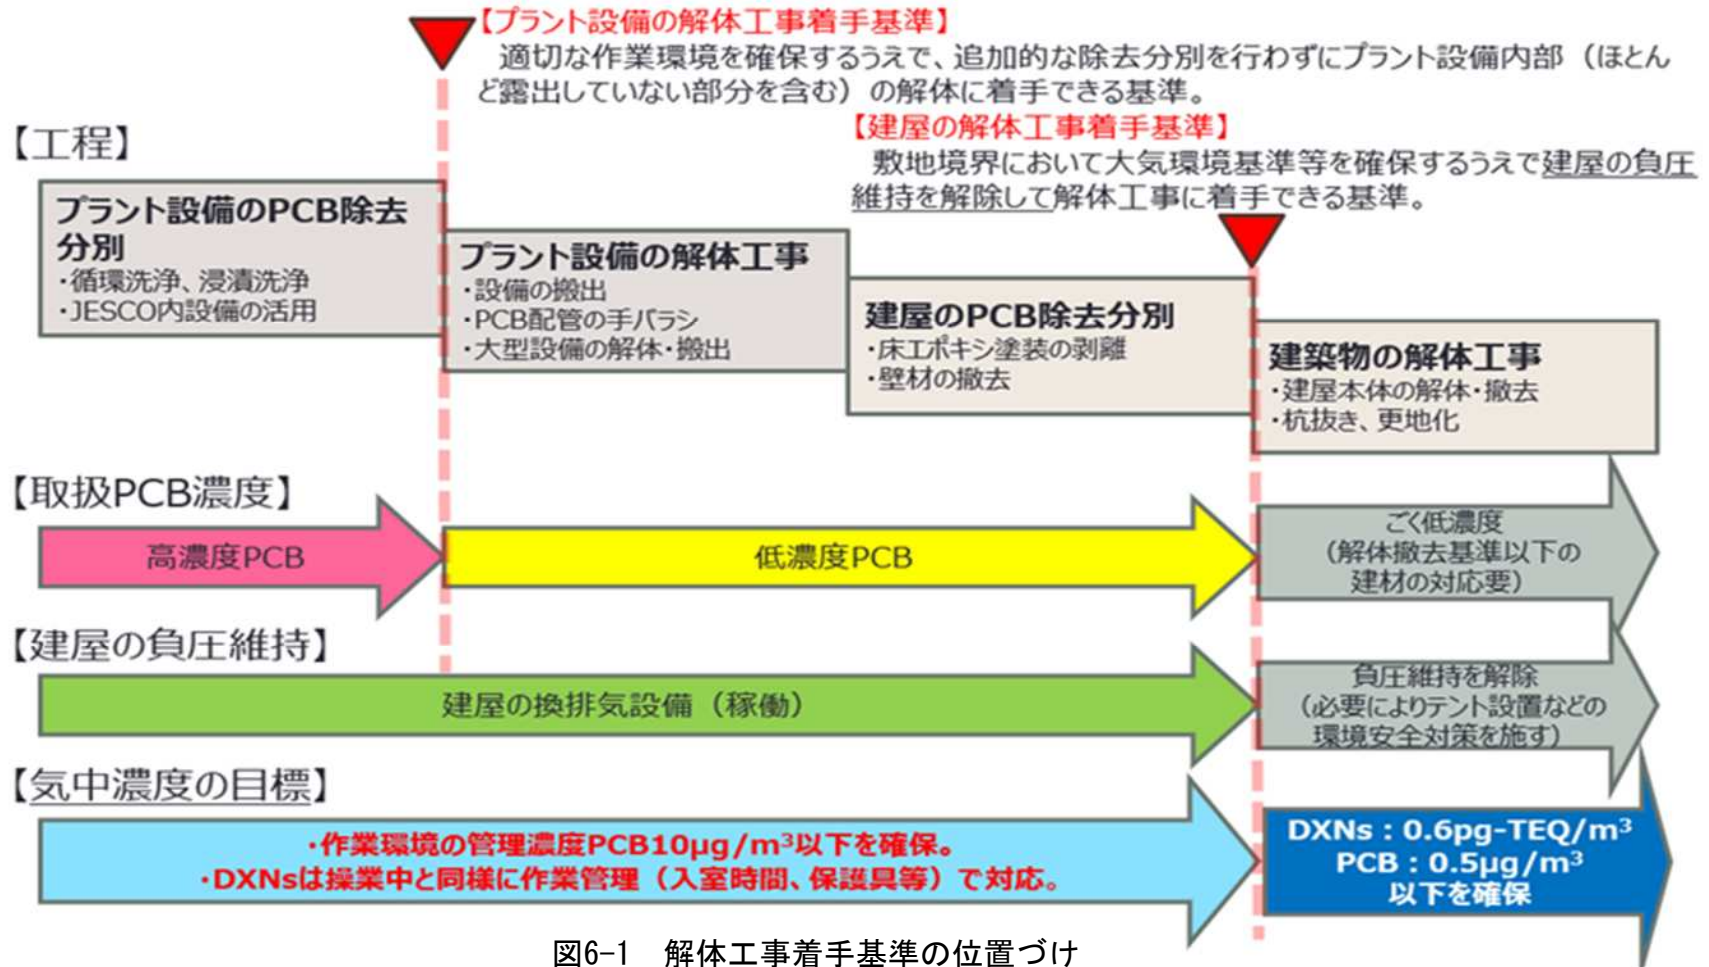 【プラント設備の解体工事着手基準】
適切な作業環境を確保するうえで、追加的な除去分別を行わずにプラント設備内部（ほとん
ど露出していない部分を含む）の解体に着手できる基準。
【建屋の解体工事着手基準】
敷地境界において大気環境基準等を確保するうえで建屋の負圧
維持を解除して解体工事に着手できる基準。
【工程】
プラント設備のPCB除去
分別
・循環洗浄、浸漬洗浄
・JESCO内設備の活用
プラント設備の解体工事
・設備の搬出
・PCB配管の手バラシ
・大型設備の解体・搬出
建屋のPCB除去分別
・床エポキシ塗装の剥離
・壁材の撤去
建築物の解体工事
・建屋本体の解体・撤去
・杭抜き、更地化
【取扱PCB濃度】
高濃度PCB
低濃度PCB
ごく低濃度
（解体撤去基準以下の
建材の対応要）
【建屋の負圧維持】
建屋の換排気設備（稼働）
負圧維持を解除
（必要によりテント設置などの
環境安全対策を施す）
【気中濃度の目標】
・作業環境の管理濃度PCB10μg/m³以下を確保。
・DXNsは操業中と同様に作業管理（入室時間、保護具等）で対応。
DXNs：0.6pg-TEQ/m³
PCB：0.5μg/m³
以下を確保
図6-1　解体工事着手基準の位置づけ